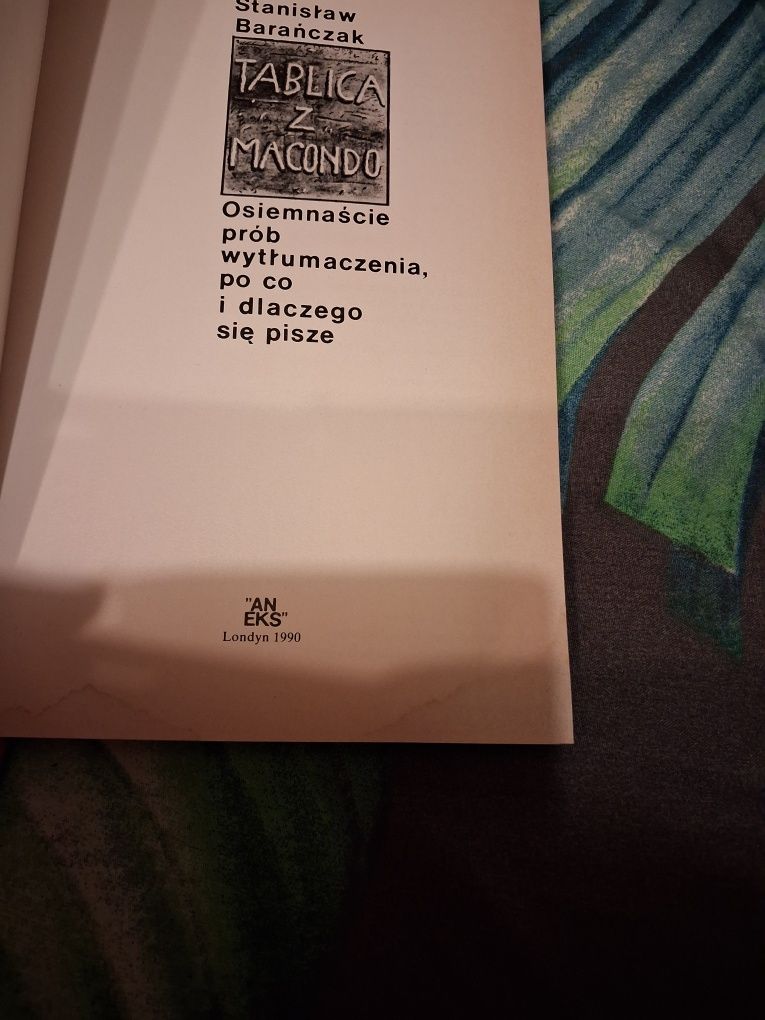 Stanisław
Barańczak
TABLICA
Z
MACONDO
Osiemnaście
prób
wytłumaczenia,
po co
i dlaczego
się pisze
"AN
EKS"
Londyn 1990